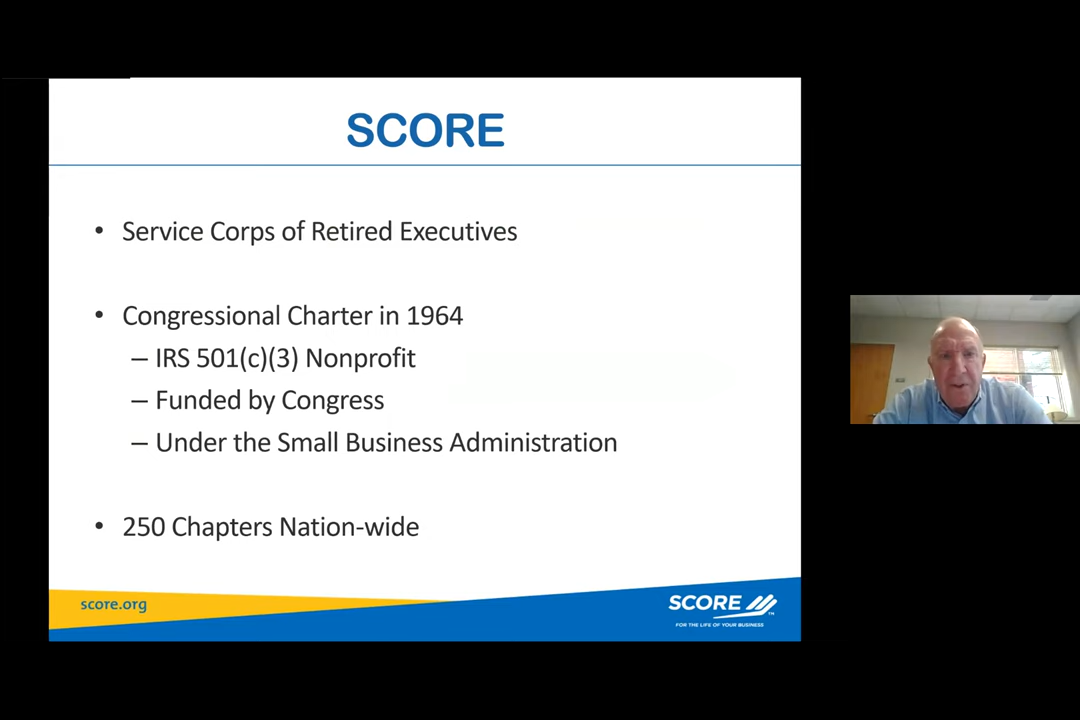 SCORE
• Service Corps of Retired Executives
• Congressional Charter in 1964
– IRS 501(c)(3) Nonprofit
– Funded by Congress
– Under the Small Business Administration
• 250 Chapters Nation-wide
score.org
SCORE
TM
FOR THE LIFE OF YOUR BUSINESS